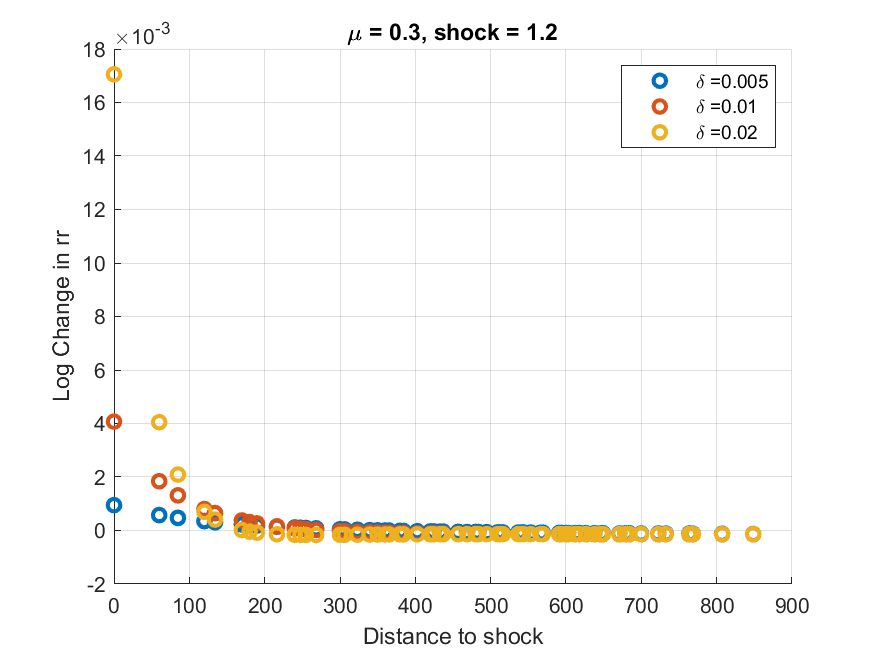 μ = 0.3, shock = 1.2
×10⁻³
18
16
14
12
10
8
6
4
2
0
-2
Log Change in rr
δ =0.005
δ =0.01
δ =0.02
0 100 200 300 400 500 600 700 800 900
Distance to shock